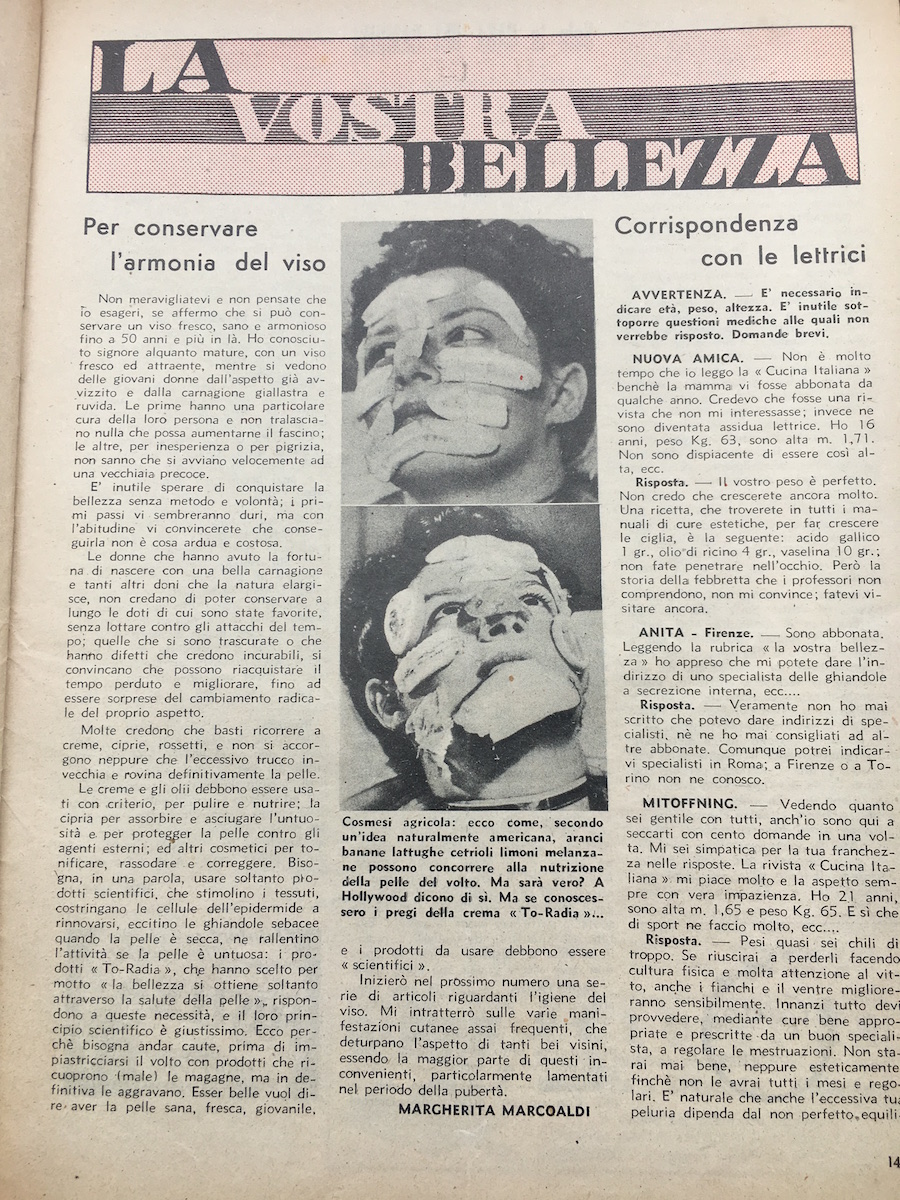 LA
VOSTRA
BELLEZZA
Per conservare
l'armonia del viso
Non meravigliatevi e non pensate che
io esageri, se affermo che si può con-
servare un viso fresco, sano e armonioso
fino a 50 anni e più in là. Ho conosciu-
to signore alquanto mature, con un viso
fresco ed attraente, mentre si vedono
delle giovani donne dall'aspetto già av-
vizzito e dalla carnagione giallastra e
ruvida. Le prime hanno una particolare
cura della loro persona e non tralascia-
no nulla che possa aumentarne il fascino;
le altre, per inesperienza o per pigrizia,
non sanno che si avviano velocemente ad
una vecchiaia precoce.
E' inutile sperare di conquistare la
bellezza senza metodo e volontà; i pri-
mi passi vi sembreranno duri, ma con
l'abitudine vi convincerete che conse-
guirla non è cosa ardua e costosa.
Le donne che hanno avuto la fortu-
na di nascere con una bella carnagione
e tanti altri doni che la natura elargi-
sce, non credano di poter conservare a
lungo le doti di cui sono state favorite,
senza lottare contro gli attacchi del tem-
po; quelle che si sono trascurate o che
hanno difetti che credono incurabili, si
convincano che possono riacquistare il
tempo perduto e migliorare, fino ad
essere sorprese del cambiamento radica-
le del proprio aspetto.
Molte credono che basti ricorrere a
creme, ciprie, rossetti, e non si accor-
gono neppure che l'eccessivo trucco in-
vecchia e rovina definitivamente la pelle.
Le creme e gli olii debbono essere usa-
ti con criterio, per pulire e nutrire; la
cipria per assorbire e asciugare l'untuo-
sità e per proteggere la pelle contro gli
agenti esterni; ed altri cosmetici per to-
nificare, rassodare e correggere. Biso-
gna, in una parola, usare soltanto pro-
dotti scientifici, che stimolino i tessuti,
costringano le cellule dell'epidermide a
rinnovarsi, eccitino le ghiandole sebacee
quando la pelle è secca, ne rallentino
l'attività se la pelle è untuosa: i pro-
dotti « To-Radia », che hanno scelto per
motto « la bellezza si ottiene soltanto
attraverso la salute della pelle », rispon-
dono a queste necessità, e il loro prin-
cipio scientifico è giustissimo. Ecco per-
chè bisogna andar caute, prima di im-
piastricciarsi il volto con prodotti che ri-
cuoprono (male) le magagne, ma in de-
finitiva le aggravano. Esser belle vuol di-
re aver la pelle sana, fresca, giovanile,
Cosmesi agricola: ecco come, secondo
un'idea naturalmente americana, aranci
banane lattughe cetrioli limoni melanza-
ne possono concorrere alla nutrizione
della pelle del volto. Ma sarà vero? A
Hollywood dicono di sì. Ma se conosces-
sero i pregi della crema « To-Radia »...
e i prodotti da usare debbono essere
« scientifici ».
Inizierò nel prossimo numero una se-
rie di articoli riguardanti l'igiene del
viso. Mi intratterrò sulle varie mani-
festazioni cutanee assai frequenti, che
deturpano l'aspetto di tanti bei visini,
essendo la maggior parte di questi in-
convenienti, particolarmente lamentati
nel periodo della pubertà.
MARGHERITA MARCOALDI
Corrispondenza
con le lettrici
AVVERTENZA. — E' necessario in-
dicare età, peso, altezza. E' inutile sot-
toporre questioni mediche alle quali non
verrebbe risposto. Domande brevi.
NUOVA AMICA. — Non è molto
tempo che io leggo la « Cucina Italiana »
benchè la mamma vi fosse abbonata da
qualche anno. Credevo che fosse una ri-
vista che non mi interessasse; invece ne
sono diventata assidua lettrice. Ho 16
anni, peso Kg. 63, sono alta m. 1,71.
Non sono dispiacente di essere così al-
ta, ecc.
Risposta. — Il vostro peso è perfetto.
Non credo che crescerete ancora molto.
Una ricetta, che troverete in tutti i ma-
nuali di cure estetiche, per far crescere
le ciglia, è la seguente: acido gallico
1 gr., olio di ricino 4 gr., vaselina 10 gr.;
non fate penetrare nell'occhio. Però la
storia della febbretta che i professori non
comprendono, non mi convince; fatevi vi-
sitare ancora.
ANITA - Firenze. — Sono abbonata.
Leggendo la rubrica « la vostra bellez-
za » ho appreso che mi potete dare l'in-
dirizzo di uno specialista delle ghiandole
a secrezione interna, ecc....
Risposta. — Veramente non ho mai
scritto che potevo dare indirizzi di spe-
cialisti, nè ne ho mai consigliati ad al-
tre abbonate. Comunque potrei indicar-
vi specialisti in Roma; a Firenze o a To-
rino non ne conosco.
MITOFFNING. — Vedendo quanto
sei gentile con tutti, anch'io sono qui a
seccarti con cento domande in una vol-
ta. Mi sei simpatica per la tua franchez-
za nelle risposte. La rivista « Cucina Ita-
liana » mi piace molto e la aspetto sem-
pre con vera impazienza. Ho 21 anni,
sono alta m. 1,65 e peso Kg. 65. E sì che
di sport ne faccio molto, ecc....
Risposta. — Pesi quasi sei chili di
troppo. Se riuscirai a perderli facendo
cultura fisica e molta attenzione al vit-
to, anche i fianchi e il ventre migliore-
ranno sensibilmente. Innanzi tutto devi
provvedere, mediante cure bene appro-
priate e prescritte da un buon speciali-
sta, a regolare le mestruazioni. Non sta-
rai mai bene, neppure esteticamente
finchè non le avrai tutti i mesi e rego-
lari. E' naturale che anche l'eccessiva tua
peluria dipenda dal non perfetto equili-
14